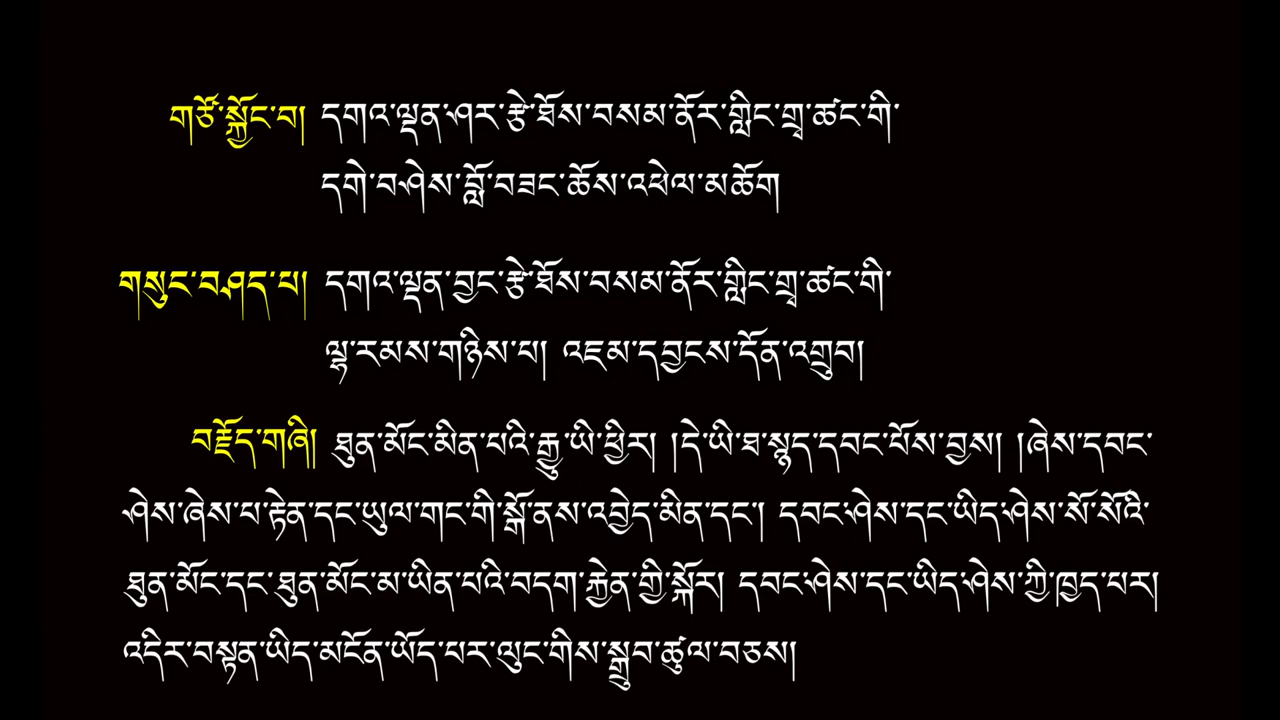 གཙོ་སྐྱོང་བ། དགའ་ལྡན་ཤར་རྩེ་ཐོས་བསམ་ནོར་གླིང་གྲྭ་ཚང་གི་
དགེ་བཤེས་བློ་བཟང་ཆོས་འཕེལ་མཆོག
གསུང་བཤད་པ། དགའ་ལྡན་བྱང་རྩེ་ཐོས་བསམ་ནོར་གླིང་གྲྭ་ཚང་གི་
ལྷ་རམས་གཉིས་པ། འཇམ་དབྱངས་དོན་འགྲུབ།
བརྗོད་གཞི། ཐུན་མོང་མིན་པའི་རྒྱུ་ཡི་ཕྱིར། །དེ་ཡི་ཐ་སྙད་དབང་པོས་བྱས། །ཞེས་དབང་
ཤེས་ཞེས་པ་རྟེན་དང་ཡུལ་གང་གི་སྒོ་ནས་འབྱེད་མིན་དང་། དབང་ཤེས་དང་ཡིད་ཤེས་སོ་སོའི་
ཐུན་མོང་དང་ཐུན་མོང་མ་ཡིན་པའི་བདག་རྐྱེན་གྱི་སྐོར། དབང་ཤེས་དང་ཡིད་ཤེས་ཀྱི་ཁྱད་པར།
འདིར་བསྟན་ཡིད་མངོན་ཡོད་པར་ལུང་གིས་སྒྲུབ་ཚུལ་བཅས།